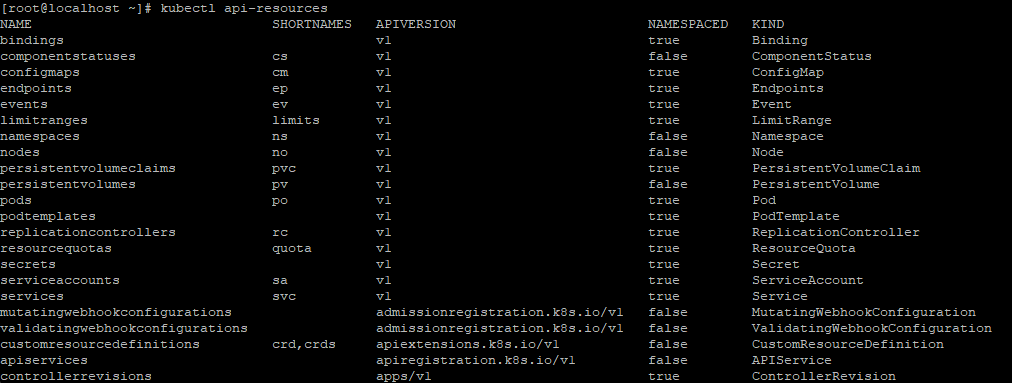 [root@localhost ~]# kubectl api-resources
NAME SHORTNAMES APIVERSION NAMESPACED KIND
bindings v1 true Binding
componentstatuses cs v1 false ComponentStatus
configmaps cm v1 true ConfigMap
endpoints ep v1 true Endpoints
events ev v1 true Event
limitranges limits v1 true LimitRange
namespaces ns v1 false Namespace
nodes no v1 false Node
persistentvolumeclaims pvc v1 true PersistentVolumeClaim
persistentvolumes pv v1 false PersistentVolume
pods po v1 true Pod
podtemplates v1 true PodTemplate
replicationcontrollers rc v1 true ReplicationController
resourcequotas quota v1 true ResourceQuota
secrets v1 true Secret
serviceaccounts sa v1 true ServiceAccount
services svc v1 true Service
mutatingwebhookconfigurations admissionregistration.k8s.io/v1 false MutatingWebhookConfiguration
validatingwebhookconfigurations admissionregistration.k8s.io/v1 false ValidatingWebhookConfiguration
customresourcedefinitions crd,crds apiextensions.k8s.io/v1 false CustomResourceDefinition
apiservices apiregistration.k8s.io/v1 false APIService
controllerrevisions apps/v1 true ControllerRevision